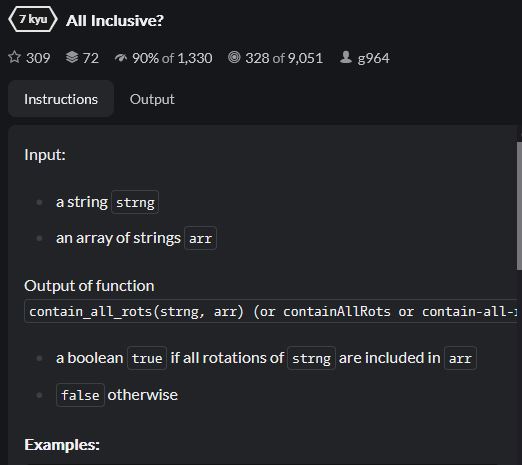 7 kyu All Inclusive?
309 72 90% of 1,330 328 of 9,051 g964
Instructions Output
Input:
a string strng
an array of strings arr
Output of function
contain_all_rots(strng, arr) (or containAllRots or contain-all-
a boolean true if all rotations of strng are included in arr
false otherwise
Examples: